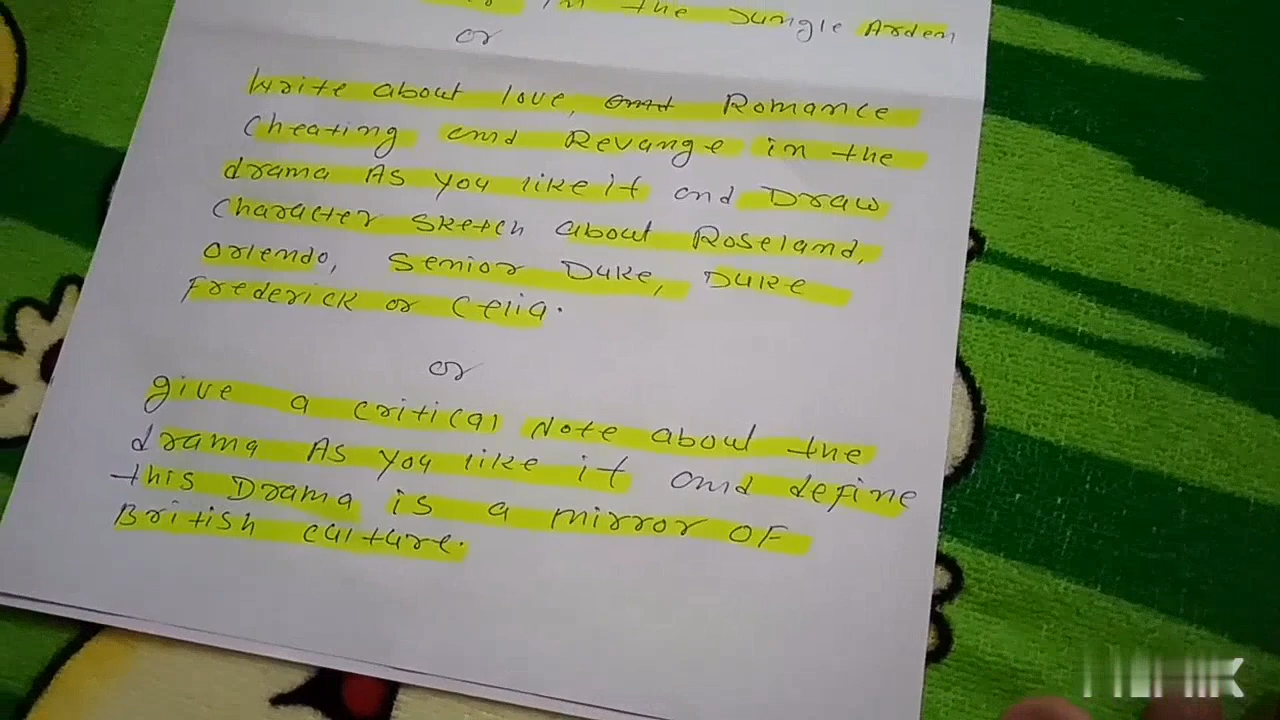 in the Jungle Arden
or
Write about love, and Romance
Cheating and Revange in the
drama As you like it and Draw
Character sketch about Roseland,
Orlendo, Senior Duke, Duke
Frederick or Celia.
or
give a critical Note about the
drama As you like it and define
this Drama is a mirror OF
British culture.